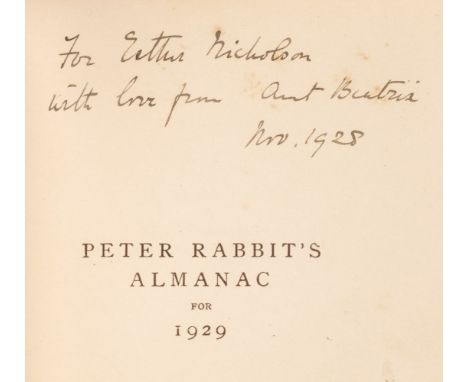 For Esther Nicholson
with love from Aunt Beatrix
Nov. 1928
PETER RABBIT'S
ALMANAC
FOR
1929